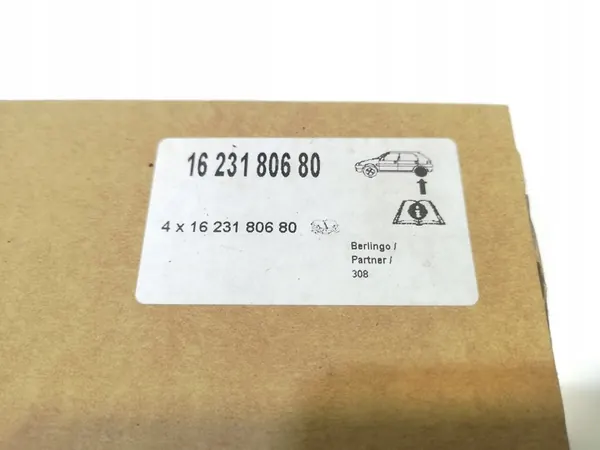 16 231 806 80
4 x 16 231 806 80
Berlingo /
Partner /
308